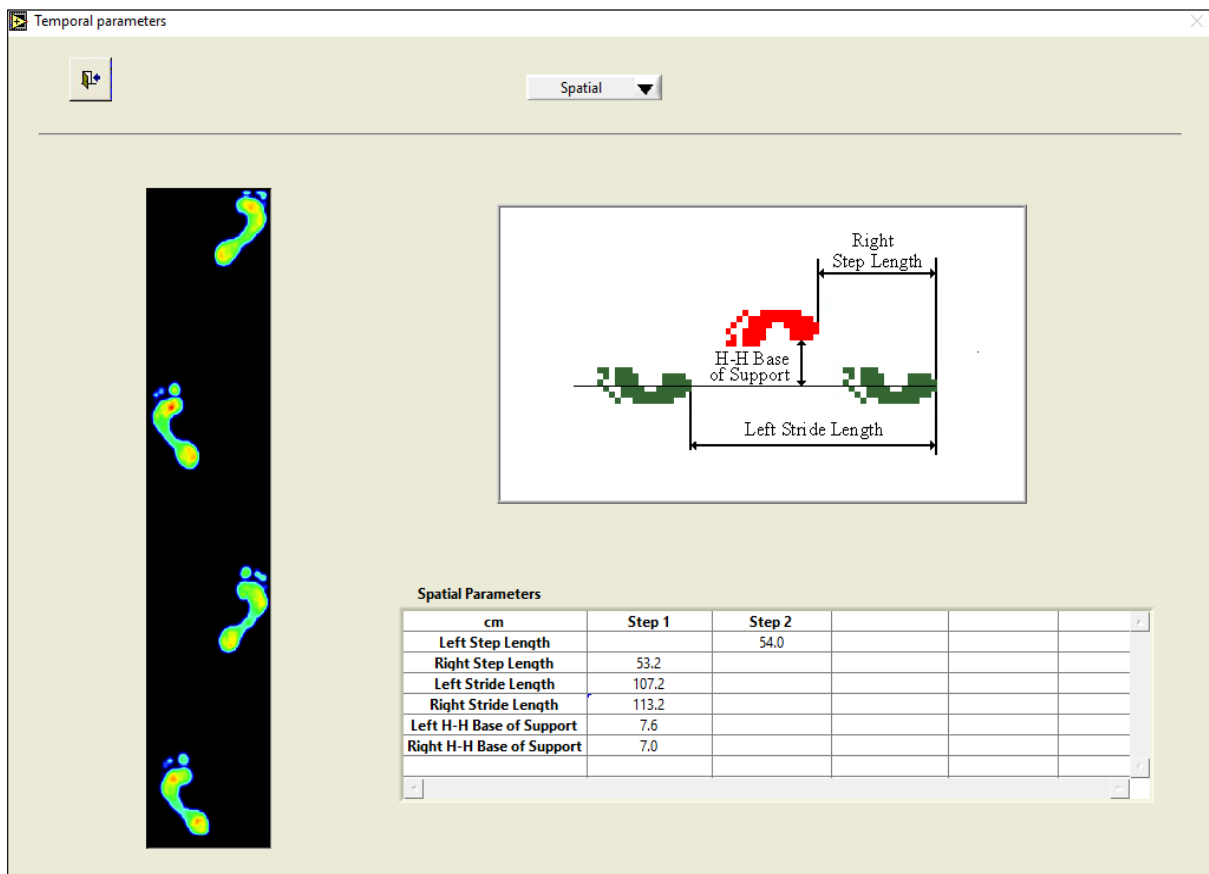 Temporal parameters
Spatial
Right
Step Length
H-H Base
of Support
Left Stride Length
Spatial Parameters
cm Step 1 Step 2
Left Step Length 54.0
Right Step Length 53.2
Left Stride Length 107.2
Right Stride Length 113.2
Left H-H Base of Support 7.6
Right H-H Base of Support 7.0